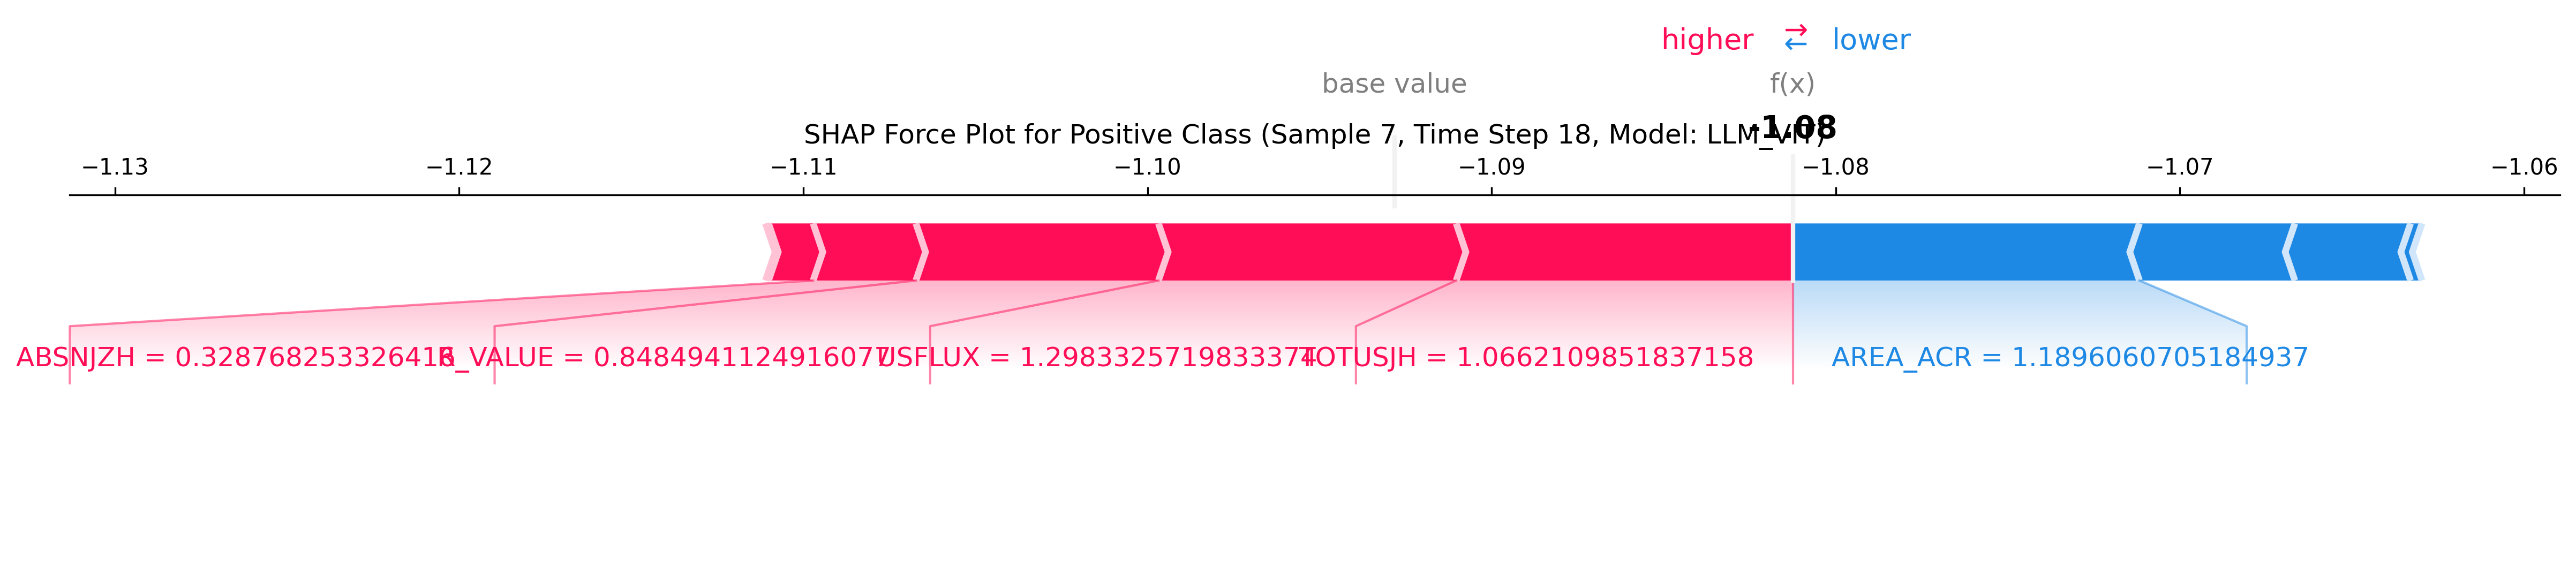 higher ⇄ lower
base value f(x)
SHAP Force Plot for Positive Class (Sample 7, Time Step 18, Model: LLM_VIT)
−1.08
−1.13 −1.12 −1.11 −1.10 −1.09 −1.08 −1.07 −1.06
ABSNJZH = 0.328768253326416 R_VALUE = 0.8484941124916077 USFLUX = 1.2983325719833374 TOTUSJH = 1.0662109851837158 AREA_ACR = 1.1896060705184937